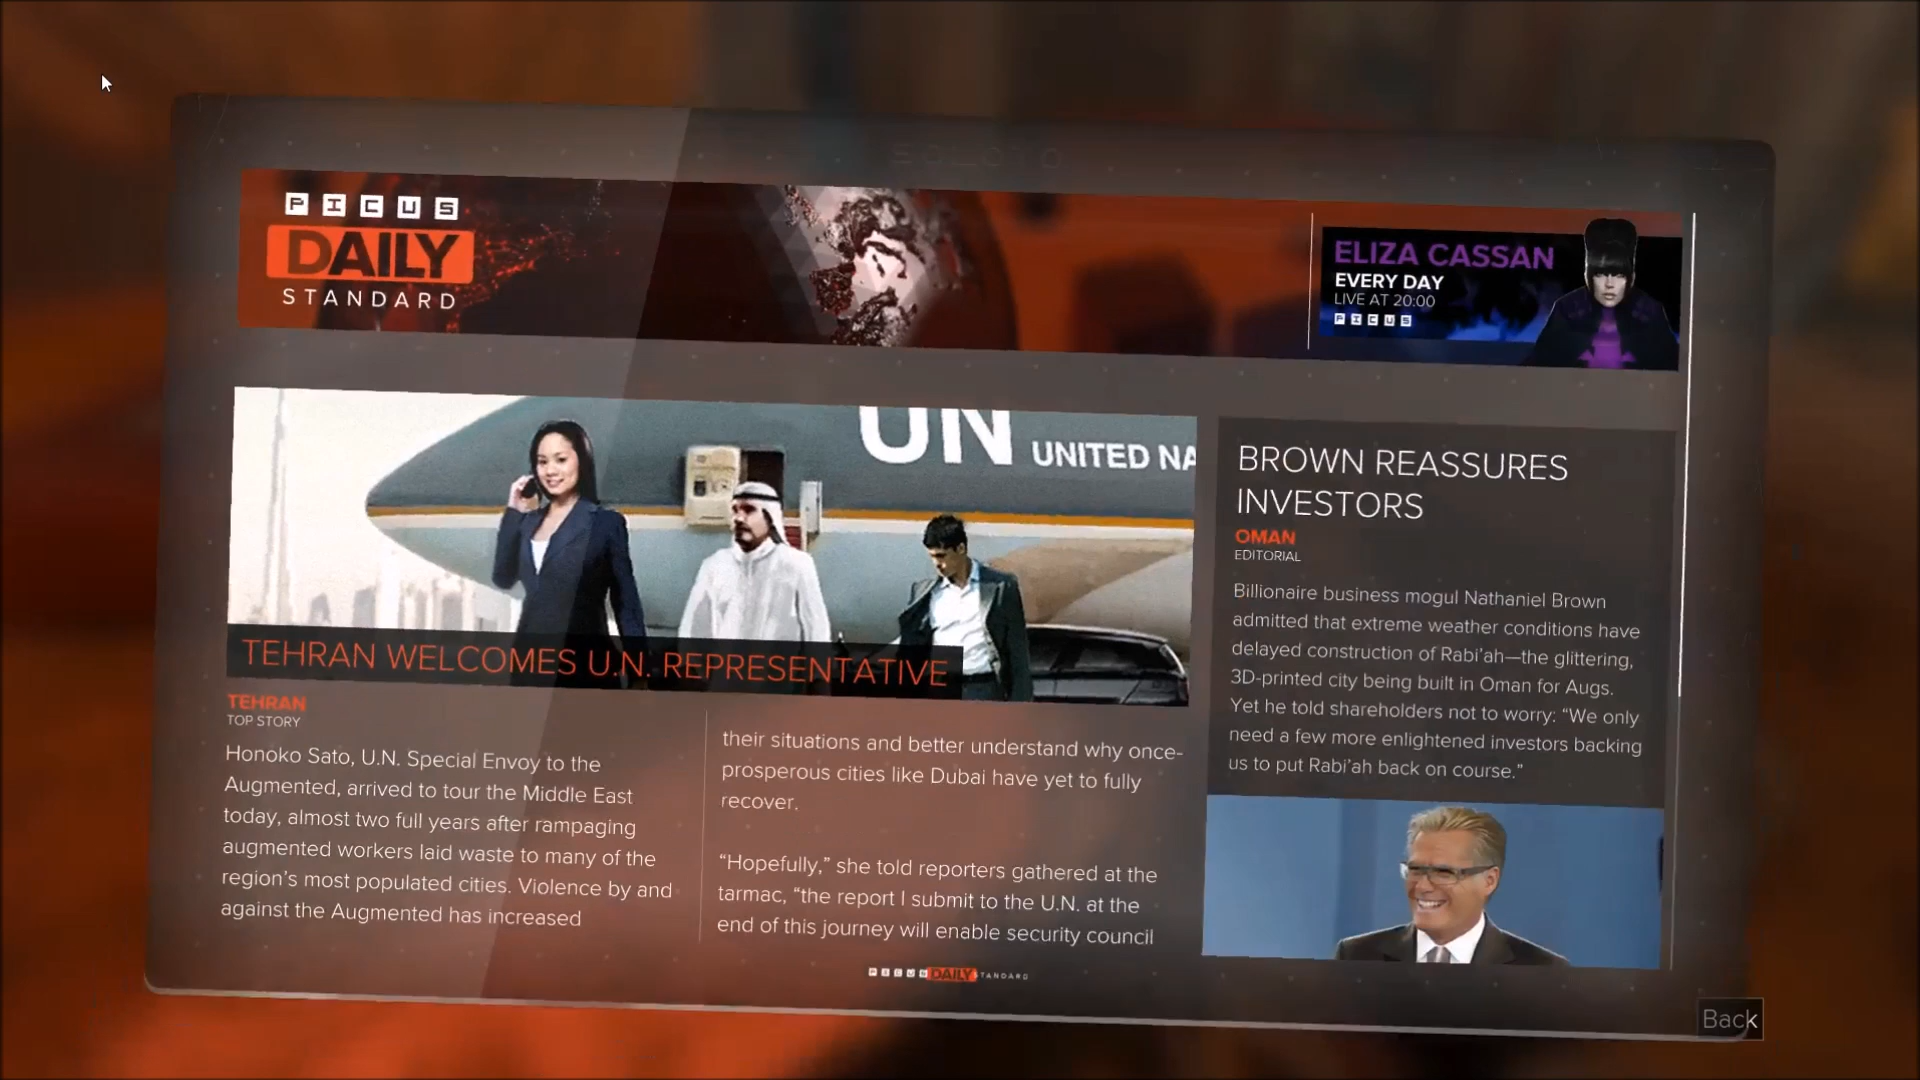 PICUS
DAILY
STANDARD
ELIZA CASSAN
EVERY DAY
LIVE AT 20:00
PICUS
UN UNITED NA
TEHRAN WELCOMES U.N. REPRESENTATIVE
TEHRAN
TOP STORY
Honoko Sato, U.N. Special Envoy to the
Augmented, arrived to tour the Middle East
today, almost two full years after rampaging
augmented workers laid waste to many of the
region's most populated cities. Violence by and
against the Augmented has increased
their situations and better understand why once-
prosperous cities like Dubai have yet to fully
recover.
“Hopefully,” she told reporters gathered at the
tarmac, “the report I submit to the U.N. at the
end of this journey will enable security council
BROWN REASSURES
INVESTORS
OMAN
EDITORIAL
Billionaire business mogul Nathaniel Brown
admitted that extreme weather conditions have
delayed construction of Rabi'ah—the glittering,
3D-printed city being built in Oman for Augs.
Yet he told shareholders not to worry: “We only
need a few more enlightened investors backing
us to put Rabi'ah back on course.”
PICUS DAILY STANDARD
Back